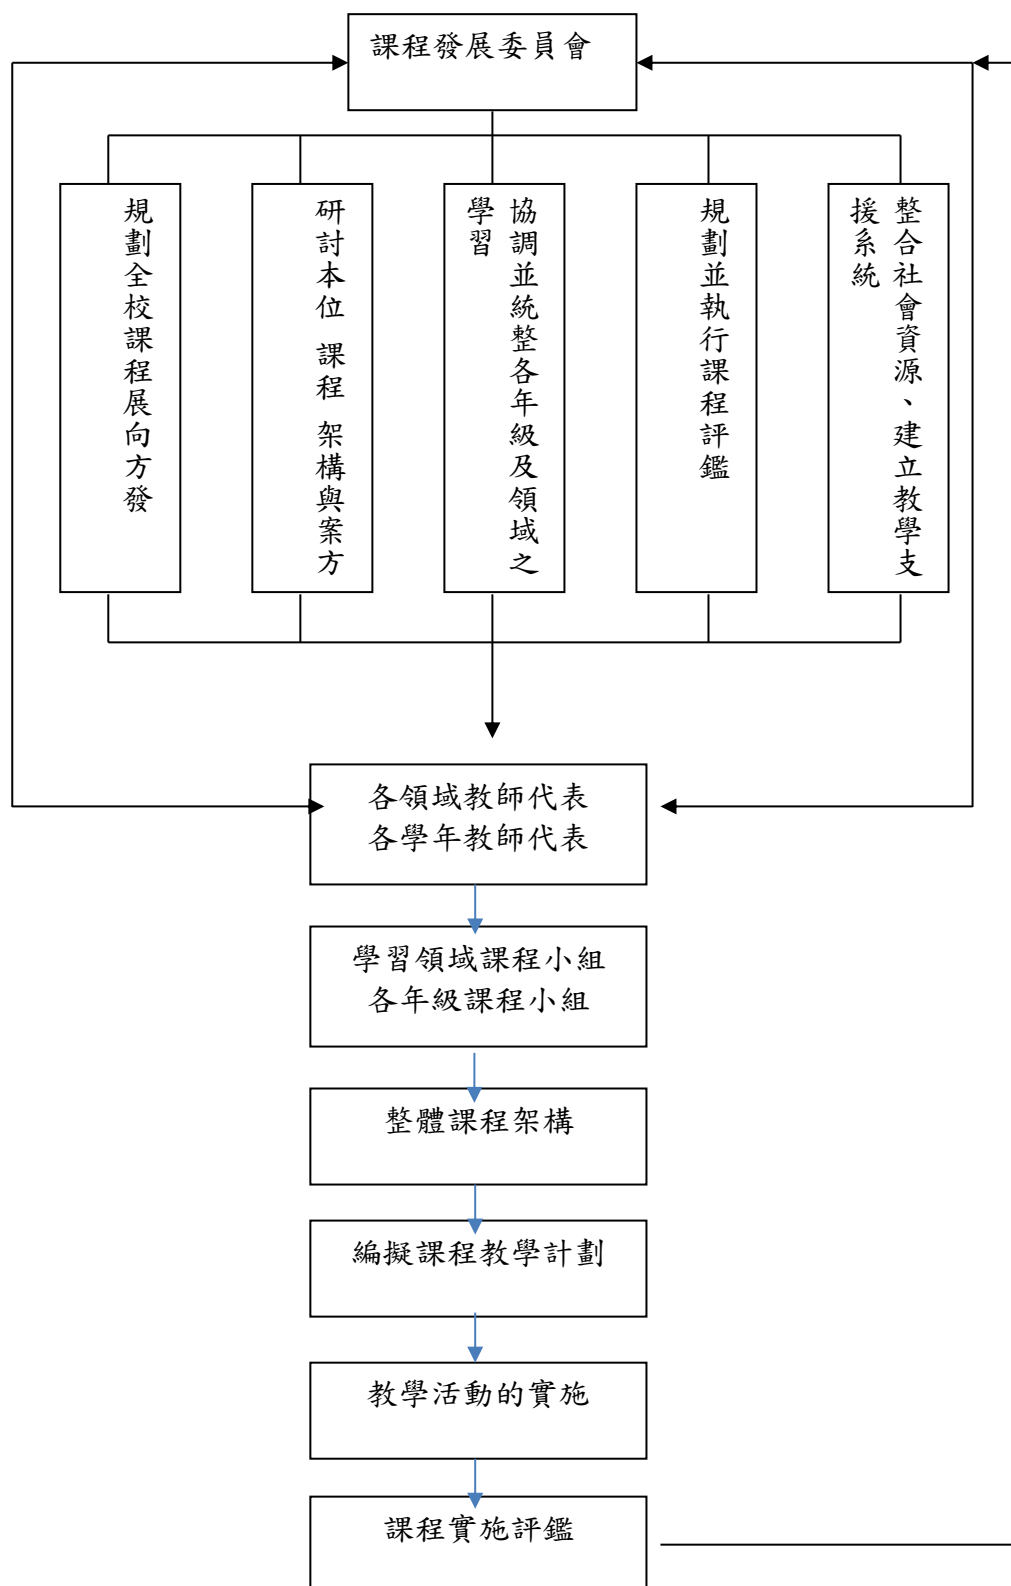 課程發展委員會
規劃全校課程展向方發
研討本位 課程 架構與案方
協調並統整各年級及領域之
學習
規劃並執行課程評鑑
整合社會資源、建立教學支
援系統
各領域教師代表
各學年教師代表
學習領域課程小組
各年級課程小組
整體課程架構
編擬課程教學計劃
教學活動的實施
課程實施評鑑